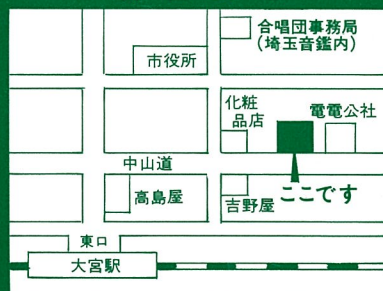 合唱団事務局
(埼玉音鑑内)
市役所
化粧
品店
電電公社
中山道
高島屋
吉野屋
ここです
東口
大宮駅